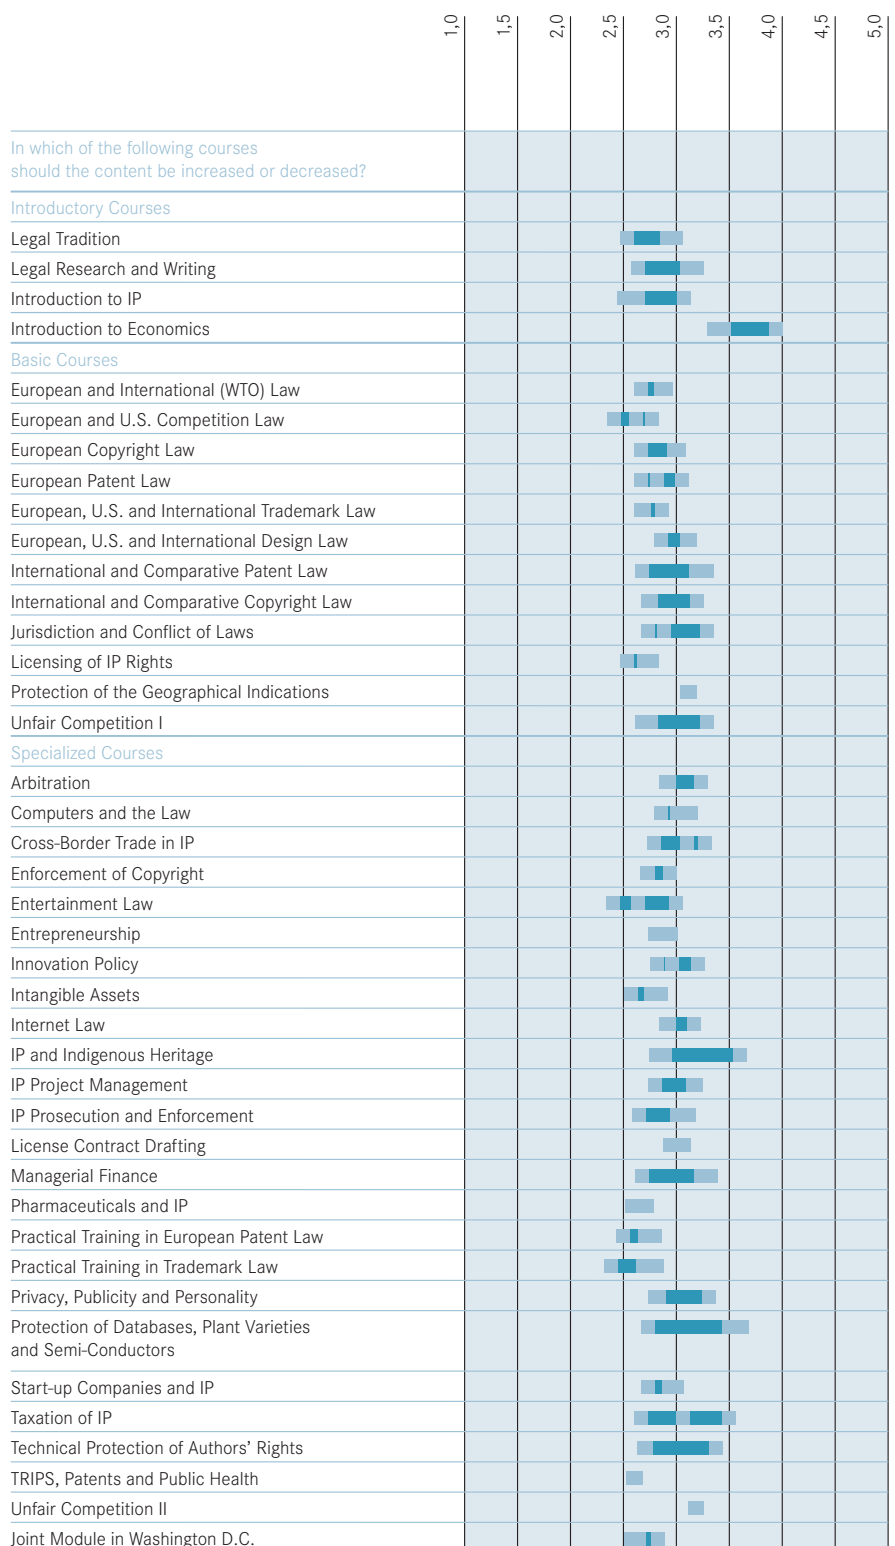 1,0
1,5
2,0
2,5
3,0
3,5
4,0
4,5
5,0
In which of the following courses
should the content be increased or decreased?
Introductory Courses
Legal Tradition
Legal Research and Writing
Introduction to IP
Introduction to Economics
Basic Courses
European and International (WTO) Law
European and U.S. Competition Law
European Copyright Law
European Patent Law
European, U.S. and International Trademark Law
European, U.S. and International Design Law
International and Comparative Patent Law
International and Comparative Copyright Law
Jurisdiction and Conflict of Laws
Licensing of IP Rights
Protection of the Geographical Indications
Unfair Competition I
Specialized Courses
Arbitration
Computers and the Law
Cross-Border Trade in IP
Enforcement of Copyright
Entertainment Law
Entrepreneurship
Innovation Policy
Intangible Assets
Internet Law
IP and Indigenous Heritage
IP Project Management
IP Prosecution and Enforcement
License Contract Drafting
Managerial Finance
Pharmaceuticals and IP
Practical Training in European Patent Law
Practical Training in Trademark Law
Privacy, Publicity and Personality
Protection of Databases, Plant Varieties
and Semi-Conductors
Start-up Companies and IP
Taxation of IP
Technical Protection of Authors’ Rights
TRIPS, Patents and Public Health
Unfair Competition II
Joint Module in Washington D.C.